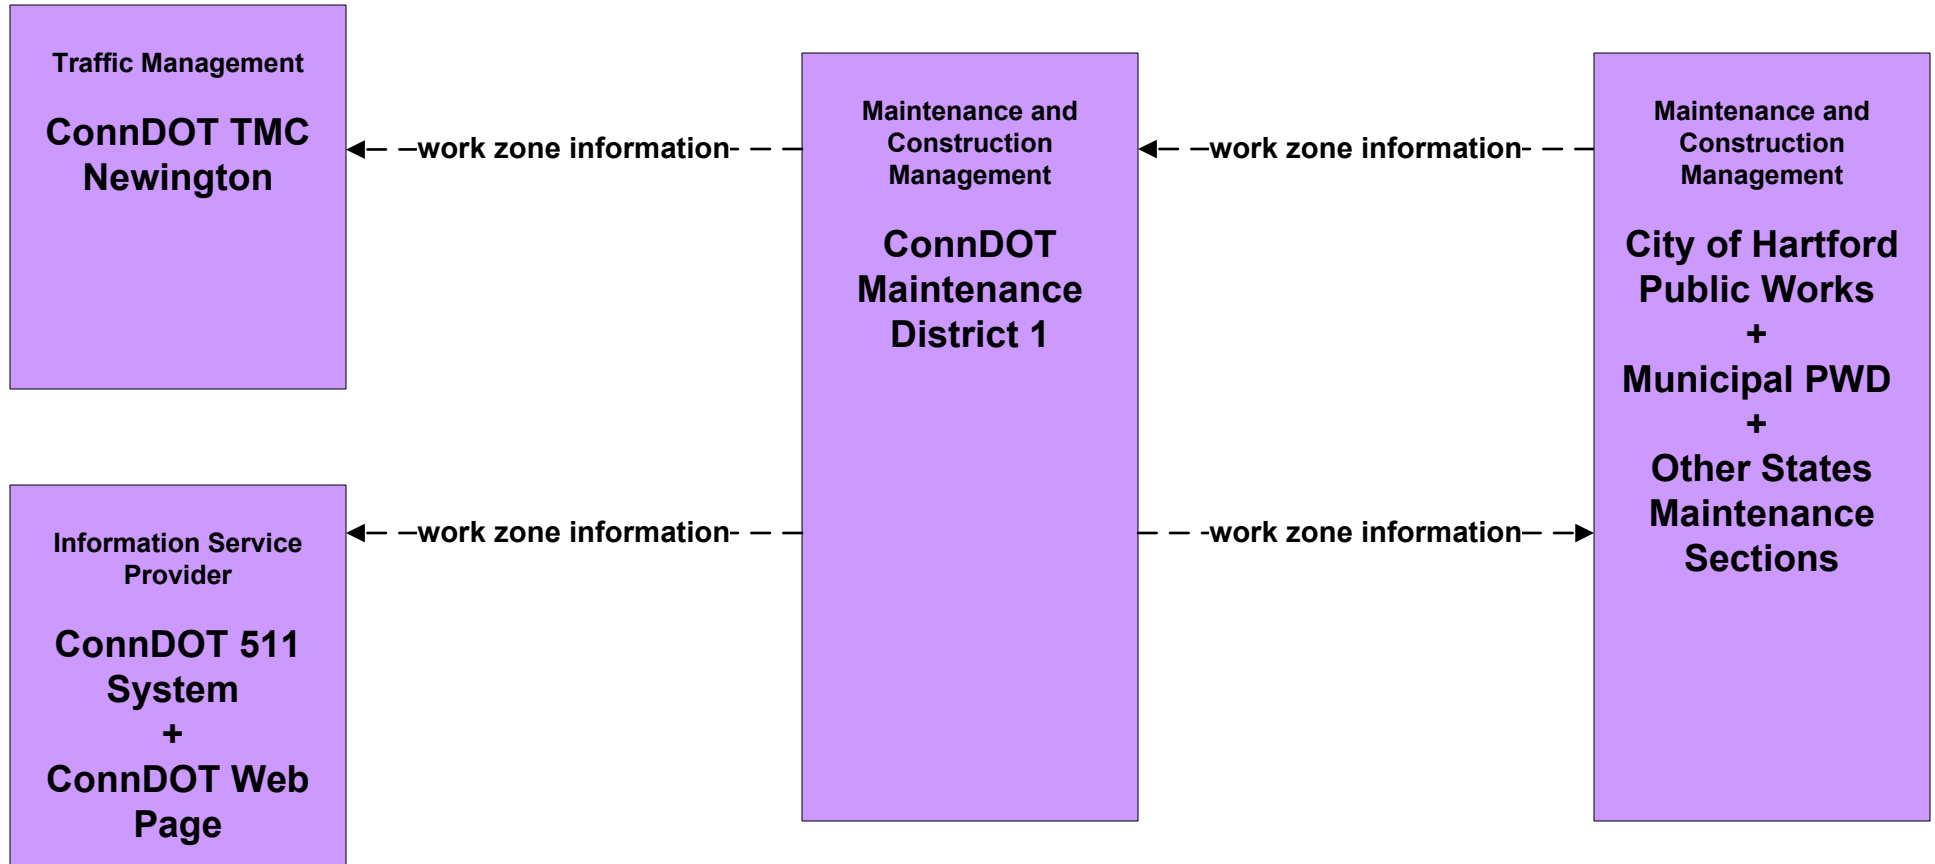 Traffic Management
ConnDOT TMC
Newington
work zone information
Maintenance and
Construction
Management
ConnDOT
Maintenance
District 1
work zone information
Maintenance and
Construction
Management
City of Hartford
Public Works
+
Municipal PWD
+
Other States
Maintenance
Sections
Information Service
Provider
ConnDOT 511
System
+
ConnDOT Web
Page
work zone information
work zone information